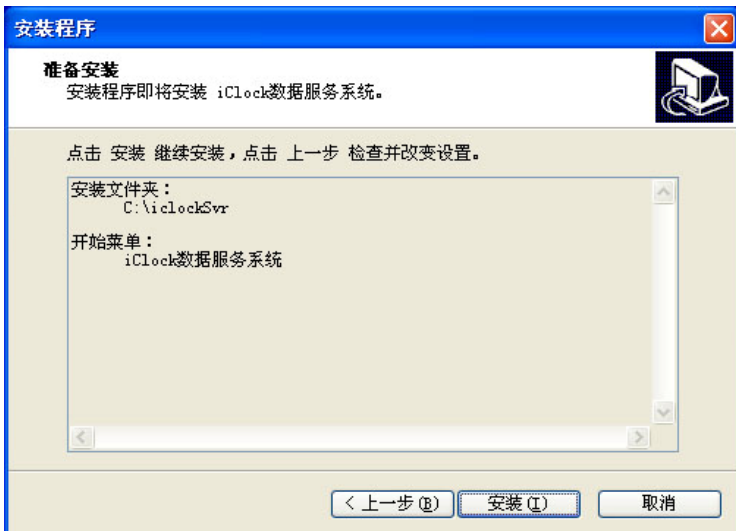 安装程序
准备安装
安装程序即将安装 iClock数据服务系统。
点击 安装 继续安装，点击 上一步 检查并改变设置。
安装文件夹：
C:\iclockSvr
开始菜单：
iClock数据服务系统
< 上一步(B)
安装(I)
取消